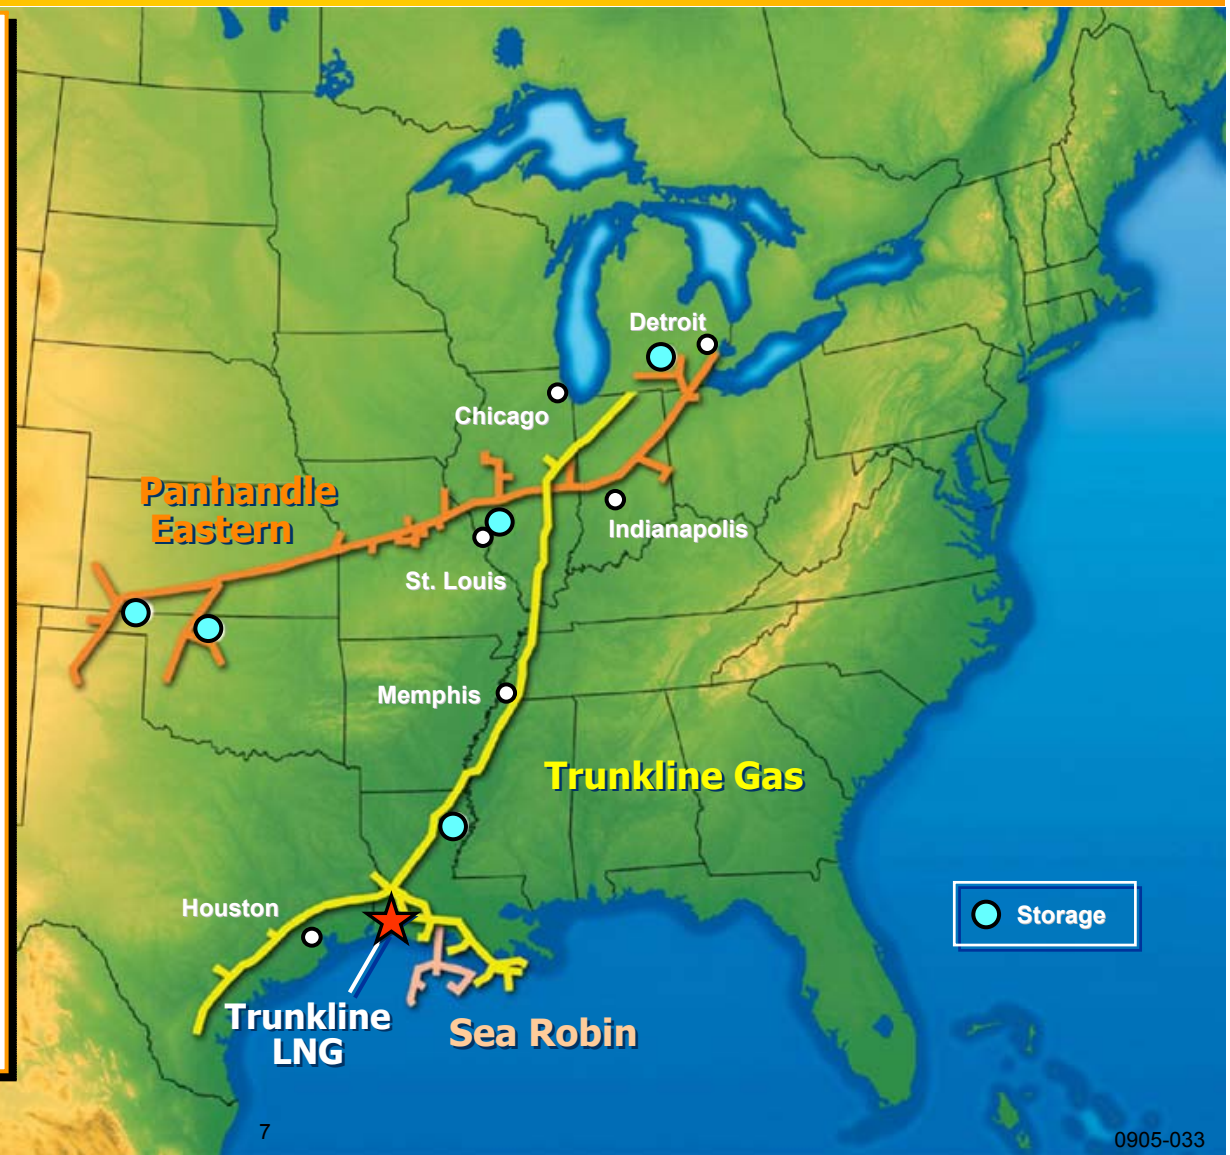 Detroit
Chicago
Panhandle
Eastern
Indianapolis
St. Louis
Memphis
Trunkline Gas
Houston
Storage
Trunkline
LNG
Sea Robin
7
0905-033